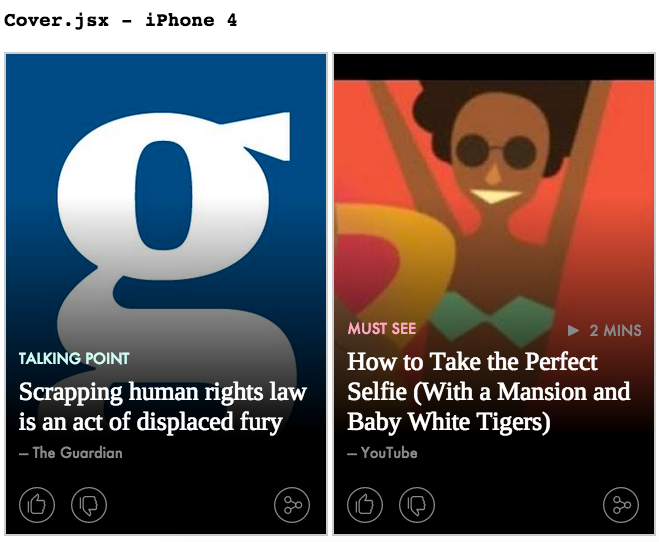 Cover.jsx – iPhone 4
g
TALKING POINT
Scrapping human rights law
is an act of displaced fury
– The Guardian
MUST SEE
2 MINS
How to Take the Perfect
Selfie (With a Mansion and
Baby White Tigers)
– YouTube